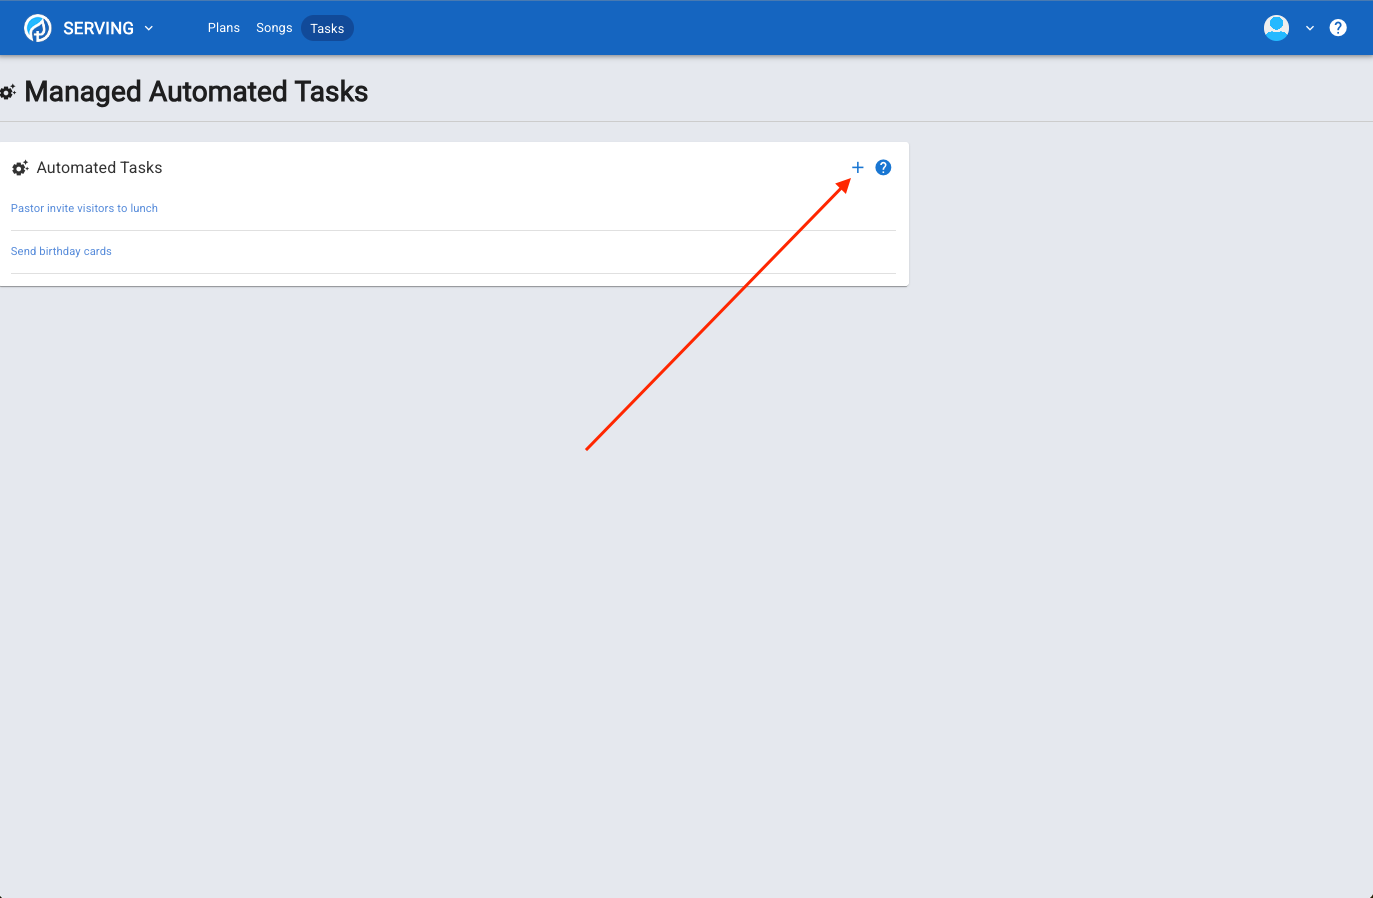 SERVING
Plans Songs Tasks
Managed Automated Tasks
Automated Tasks
Pastor invite visitors to lunch
Send birthday cards